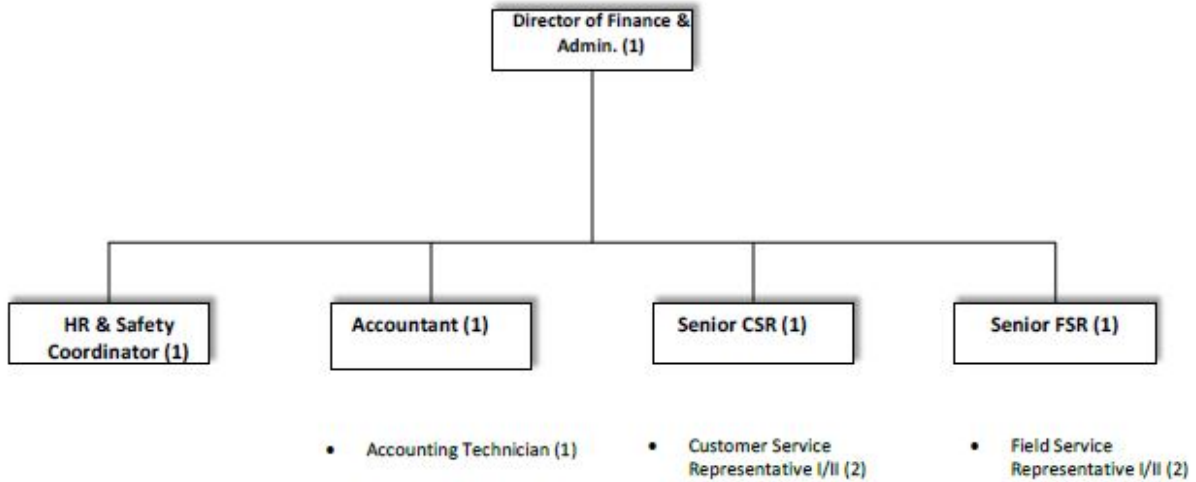 Director of Finance &
Admin. (1)
HR & Safety
Coordinator (1)
Accountant (1)
Senior CSR (1)
Senior FSR (1)
• Accounting Technician (1)
• Customer Service
Representative I/II (2)
• Field Service
Representative I/II (2)